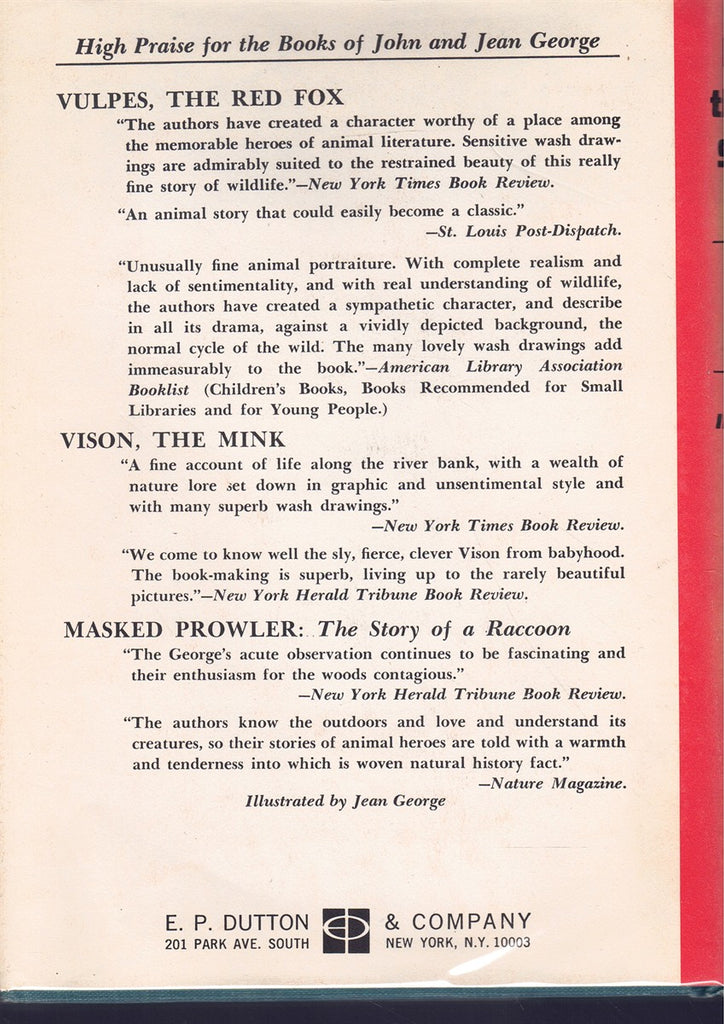 High Praise for the Books of John and Jean George
VULPES, THE RED FOX
“The authors have created a character worthy of a place among
the memorable heroes of animal literature. Sensitive wash draw-
ings are admirably suited to the restrained beauty of this really
fine story of wildlife.”—New York Times Book Review.
“An animal story that could easily become a classic.”
—St. Louis Post-Dispatch.
“Unusually fine animal portraiture. With complete realism and
lack of sentimentality, and with real understanding of wildlife,
the authors have created a sympathetic character, and describe
in all its drama, against a vividly depicted background, the
normal cycle of the wild. The many lovely wash drawings add
immeasurably to the book.”—American Library Association
Booklist (Children’s Books, Books Recommended for Small
Libraries and for Young People.)
VISON, THE MINK
“A fine account of life along the river bank, with a wealth of
nature lore set down in graphic and unsentimental style and
with many superb wash drawings.”
—New York Times Book Review.
“We come to know well the sly, fierce, clever Vison from babyhood.
The book-making is superb, living up to the rarely beautiful
pictures.”—New York Herald Tribune Book Review.
MASKED PROWLER: The Story of a Raccoon
“The George’s acute observation continues to be fascinating and
their enthusiasm for the woods contagious.”
—New York Herald Tribune Book Review.
“The authors know the outdoors and love and understand its
creatures, so their stories of animal heroes are told with a warmth
and tenderness into which is woven natural history fact.”
—Nature Magazine.
Illustrated by Jean George
E. P. DUTTON & COMPANY
201 PARK AVE. SOUTH NEW YORK, N.Y. 10003